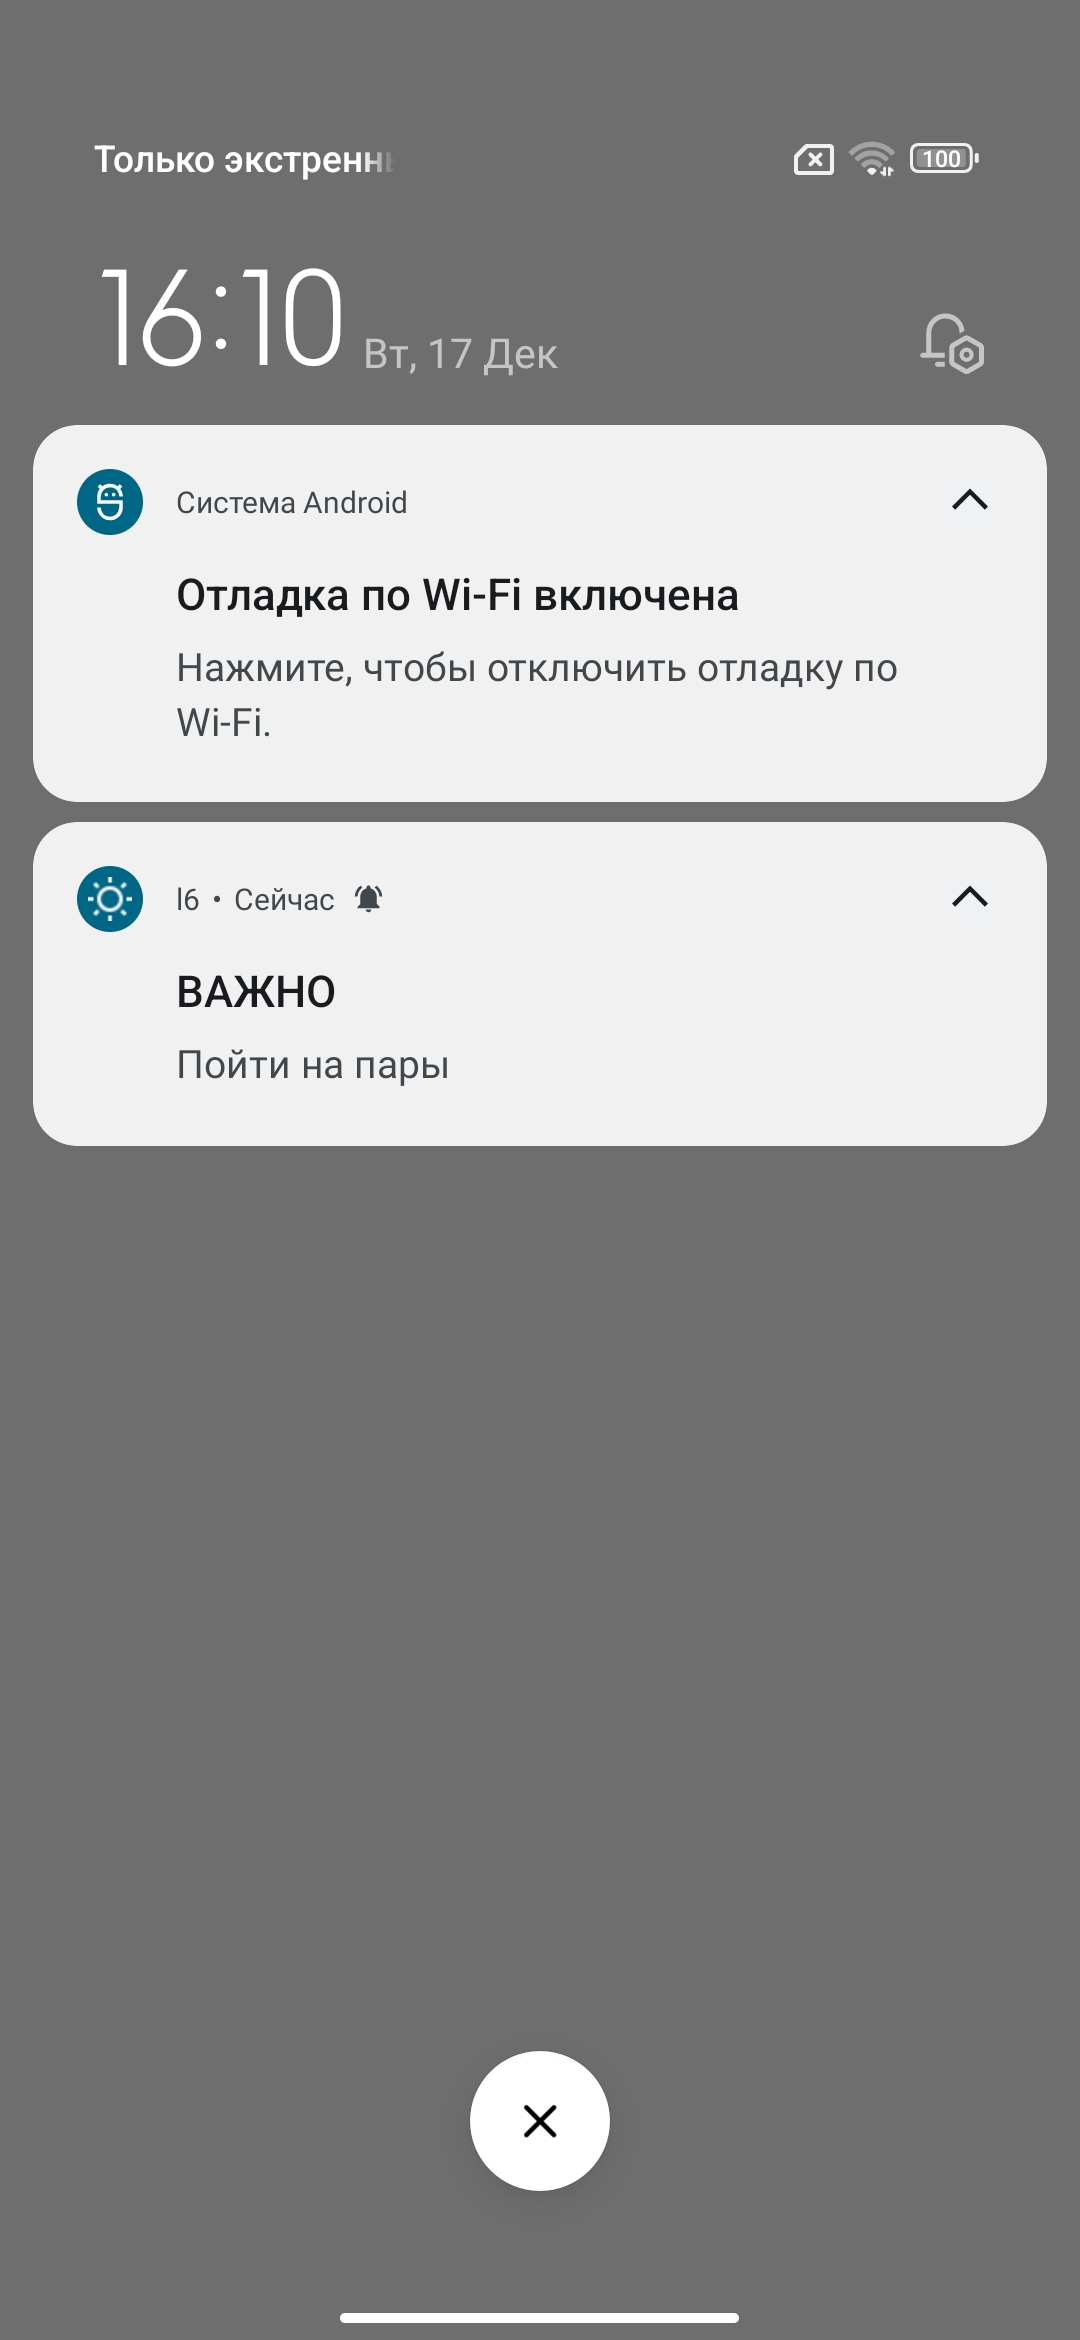 Только экстренн
100
16:10 Вт, 17 Дек
Система Android
Отладка по Wi-Fi включена
Нажмите, чтобы отключить отладку по
Wi-Fi.
l6 • Сейчас
ВАЖНО
Пойти на пары